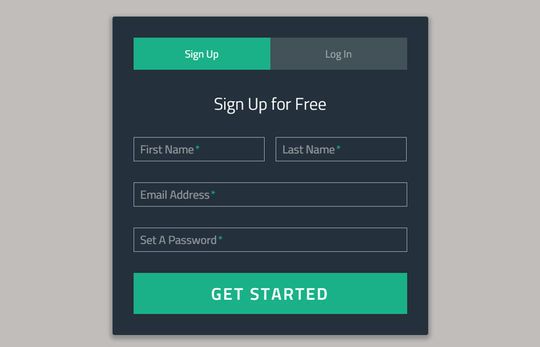 Sign Up Log In
Sign Up for Free
First Name* Last Name*
Email Address*
Set A Password*
GET STARTED